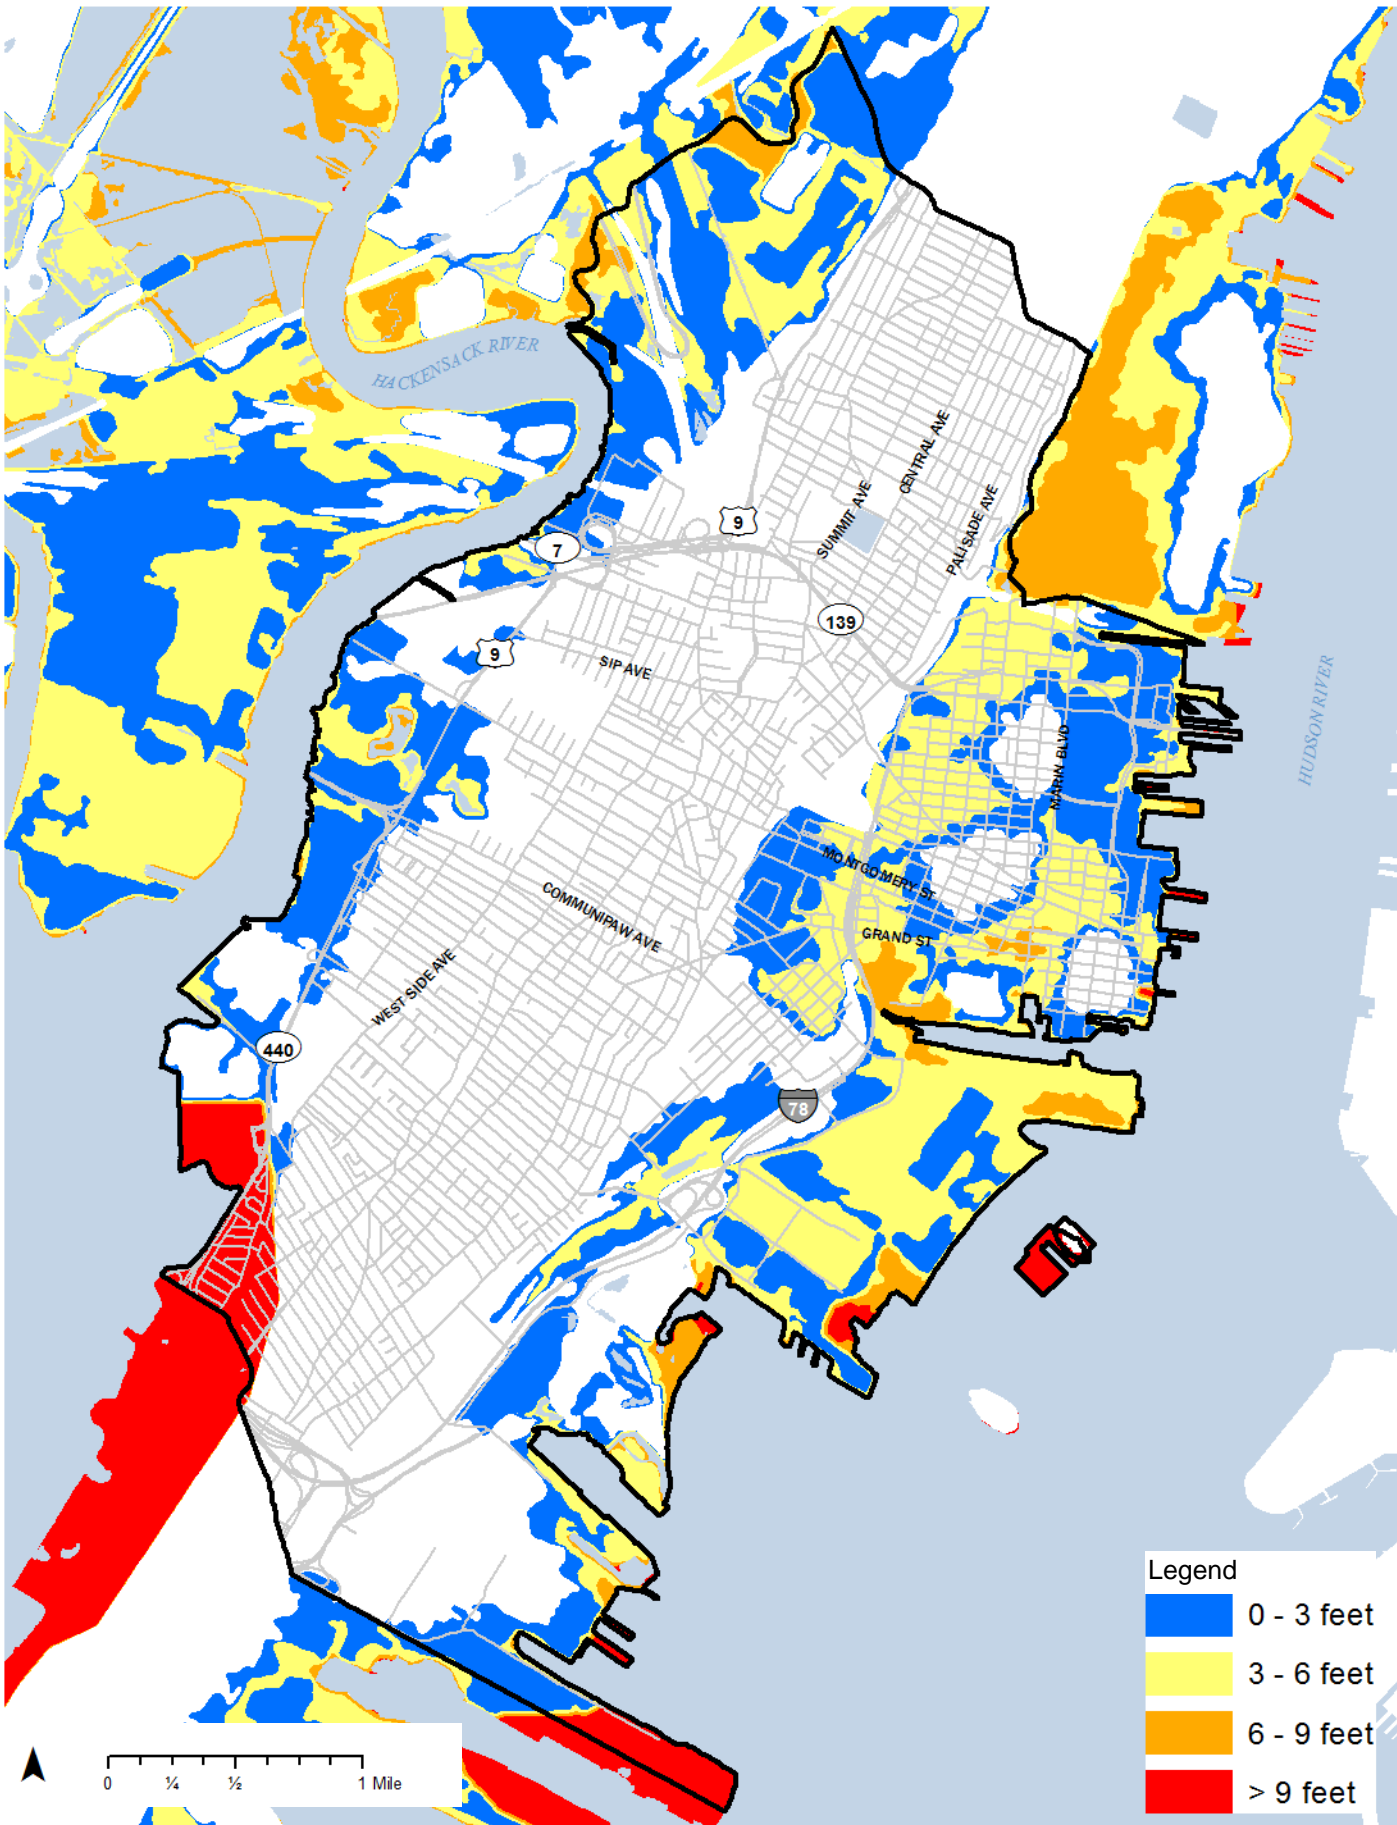 HACKENSACK RIVER
CENTRAL AVE
SUMMIT AVE
PALISADE AVE
9
7
139
9
SIP AVE
HUDSON RIVER
MARIN BLVD
MONTGOMERY ST
COMMUNIPAW AVE
GRAND ST
WEST SIDE AVE
440
78
Legend
0 - 3 feet
3 - 6 feet
6 - 9 feet
> 9 feet
0 ¼ ½ 1 Mile